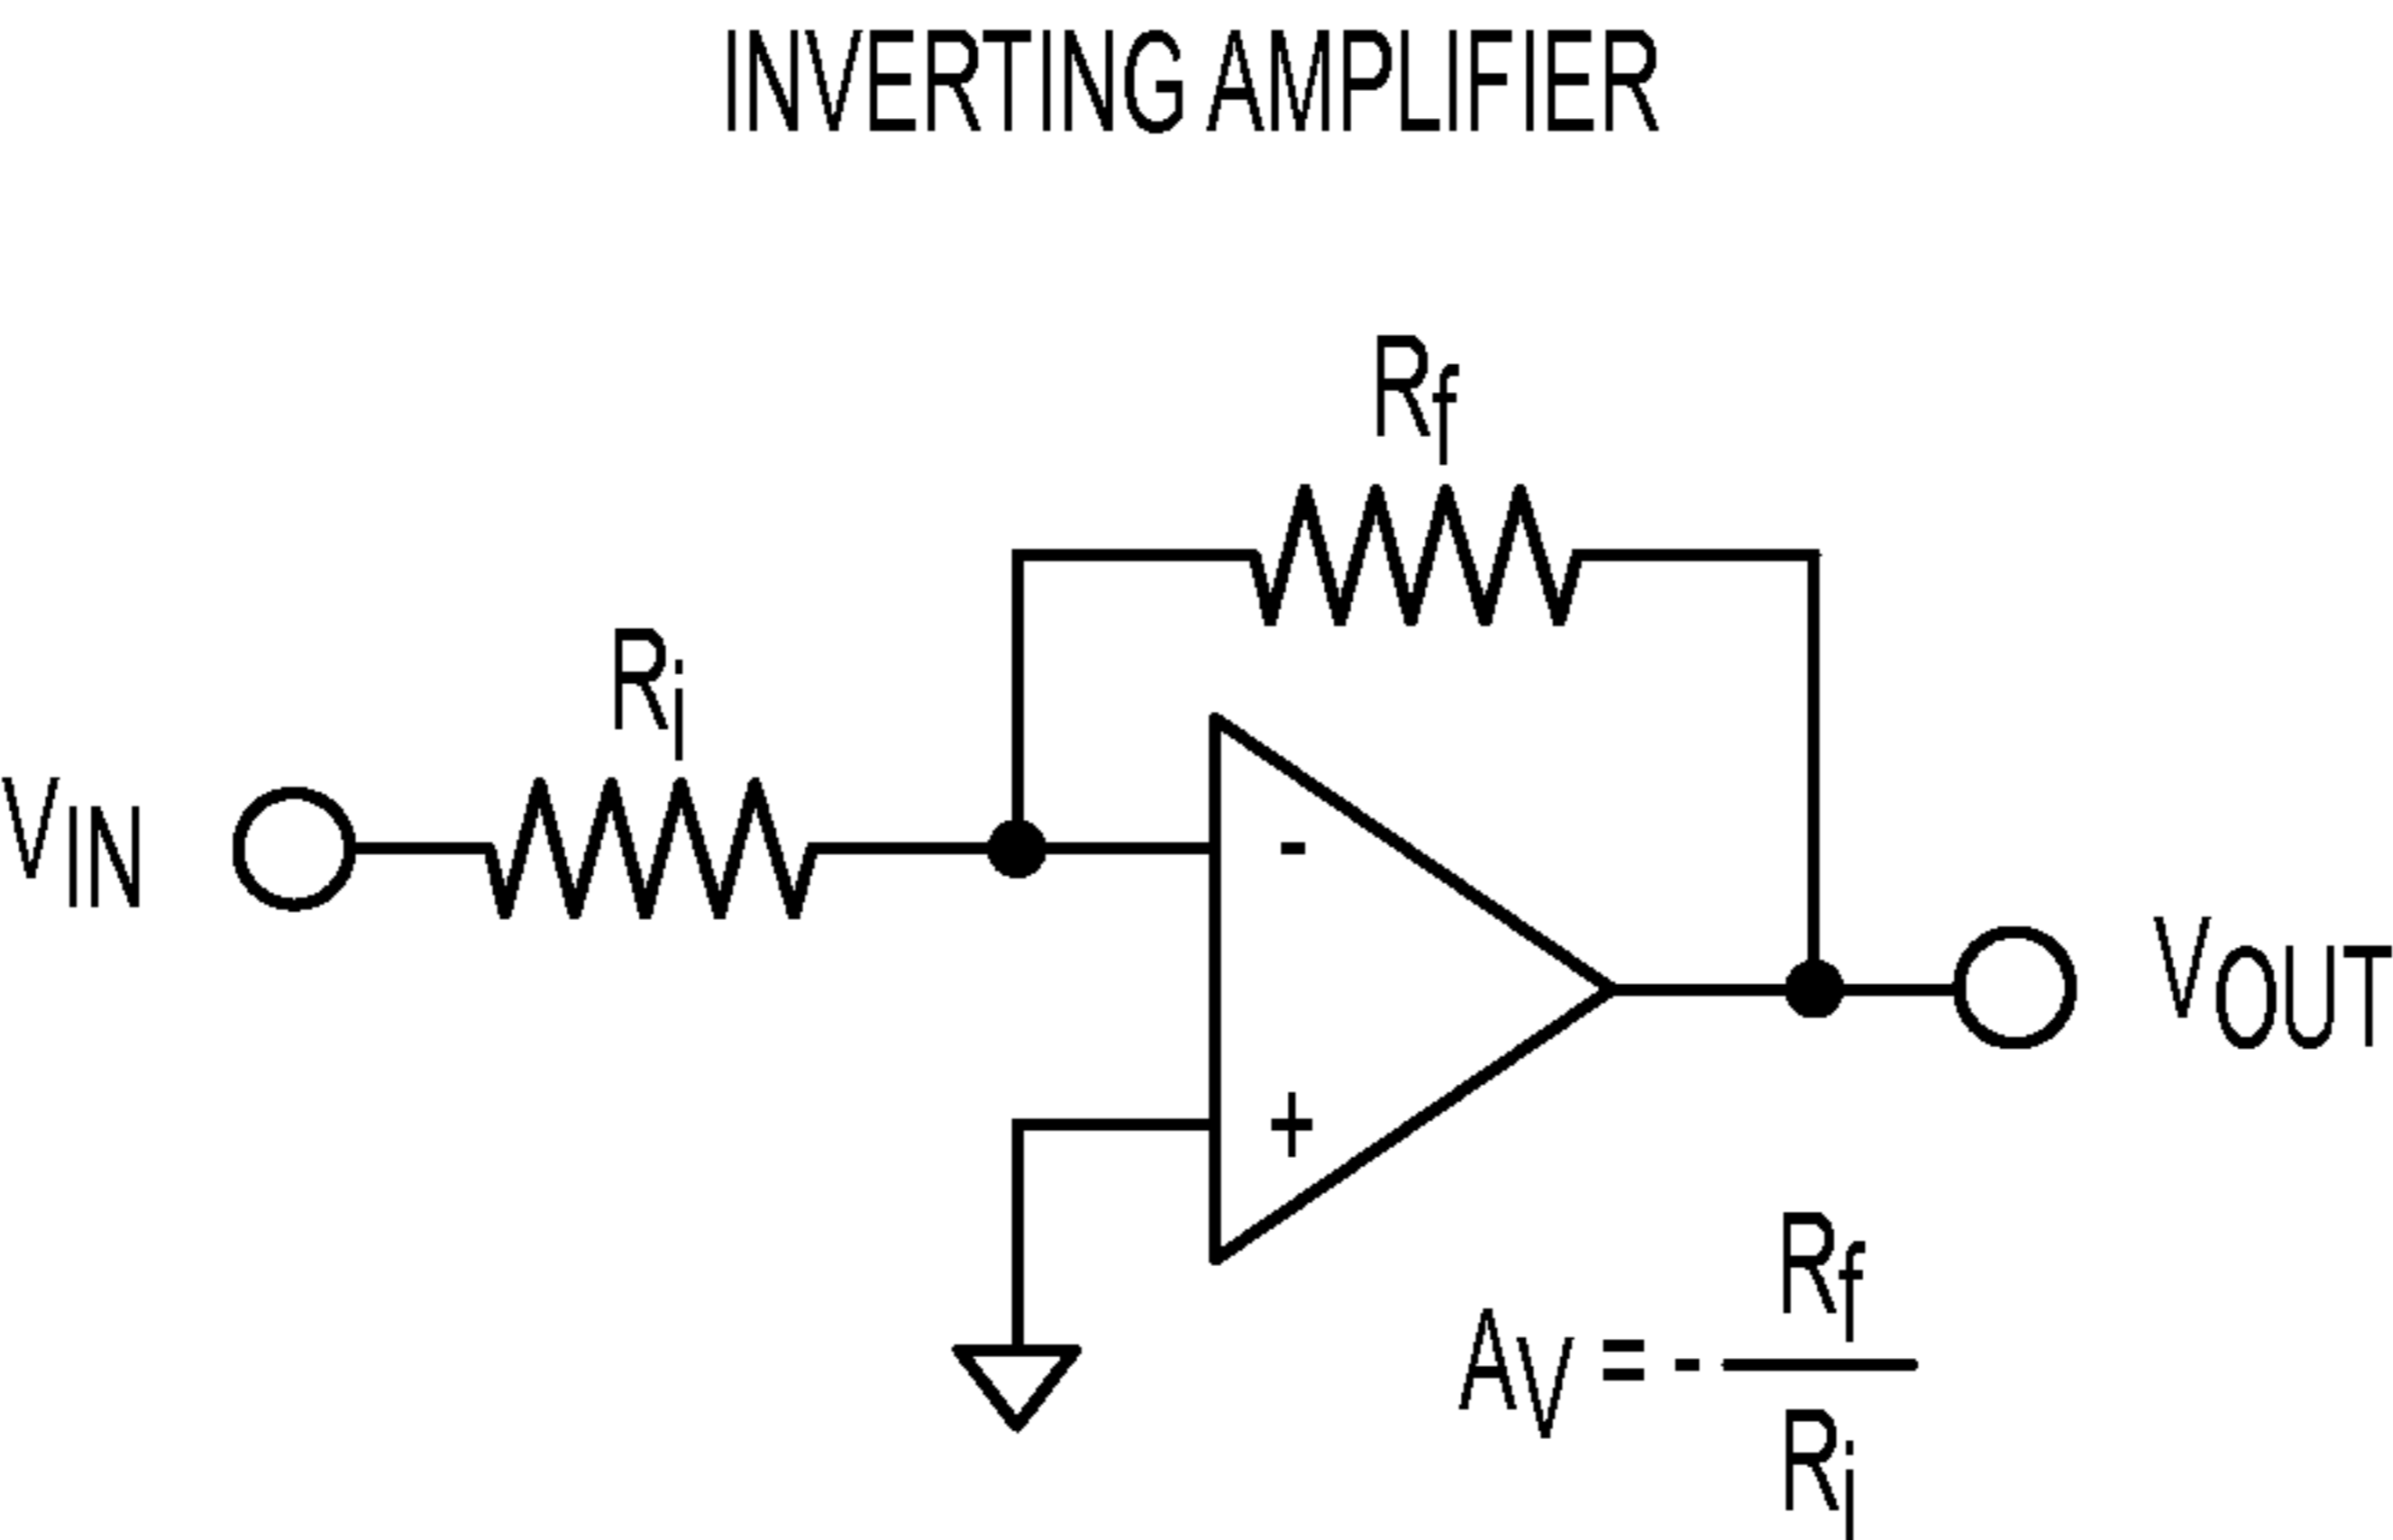 INVERTING AMPLIFIER
Rf
Ri
VIN
-
VOUT
+
AV = - Rf
Ri